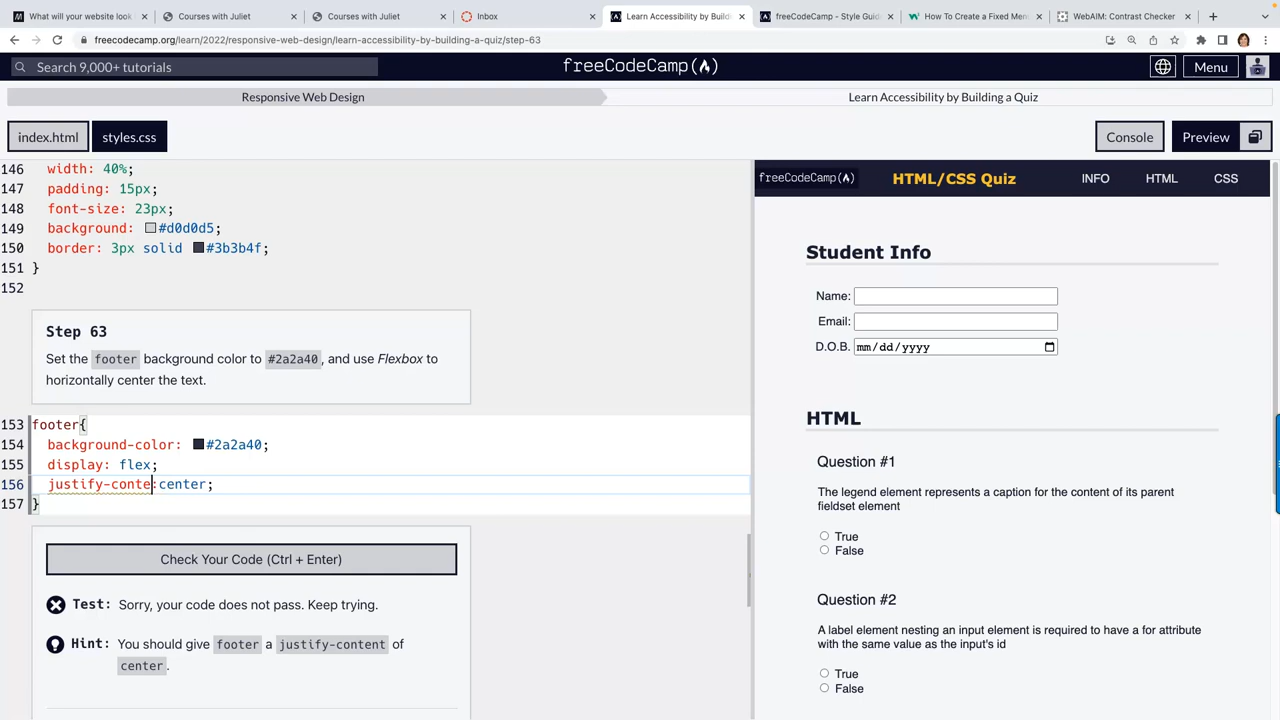 What will your website look
Courses with Juliet
Courses with Juliet
Inbox
Learn Accessibility by Build
freeCodeCamp - Style Guid
How To Create a Fixed Men
WebAIM: Contrast Checker
freecodecamp.org/learn/2022/responsive-web-design/learn-accessibility-by-building-a-quiz/step-63
Search 9,000+ tutorials
freeCodeCamp
Menu
Responsive Web Design
Learn Accessibility by Building a Quiz
index.html
styles.css
Console
Preview
146 width: 40%;
147 padding: 15px;
148 font-size: 23px;
149 background: #d0d0d5;
150 border: 3px solid #3b3b4f;
151 }
152
Step 63
Set the footer background color to #2a2a40, and use Flexbox to
horizontally center the text.
153 footer{
154 background-color: #2a2a40;
155 display: flex;
156 justify-conte:center;
157 }
Check Your Code (Ctrl + Enter)
Test: Sorry, your code does not pass. Keep trying.
Hint: You should give footer a justify-content of
center.
freeCodeCamp
HTML/CSS Quiz
INFO
HTML
CSS
Student Info
Name:
Email:
D.O.B. mm/dd/yyyy
HTML
Question #1
The legend element represents a caption for the content of its parent
fieldset element
True
False
Question #2
A label element nesting an input element is required to have a for attribute
with the same value as the input's id
True
False